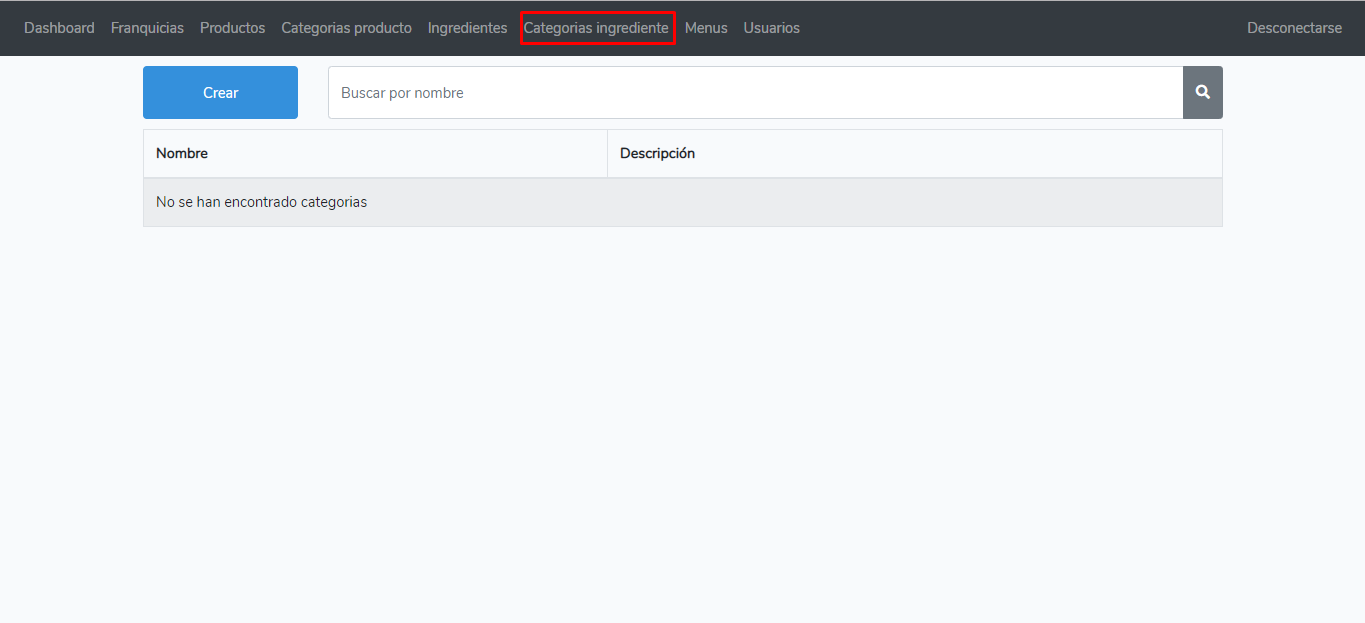 Dashboard Franquicias Productos Categorias producto Ingredientes Categorias ingrediente Menus Usuarios Desconectarse
Crear Buscar por nombre
Nombre Descripción
No se han encontrado categorias